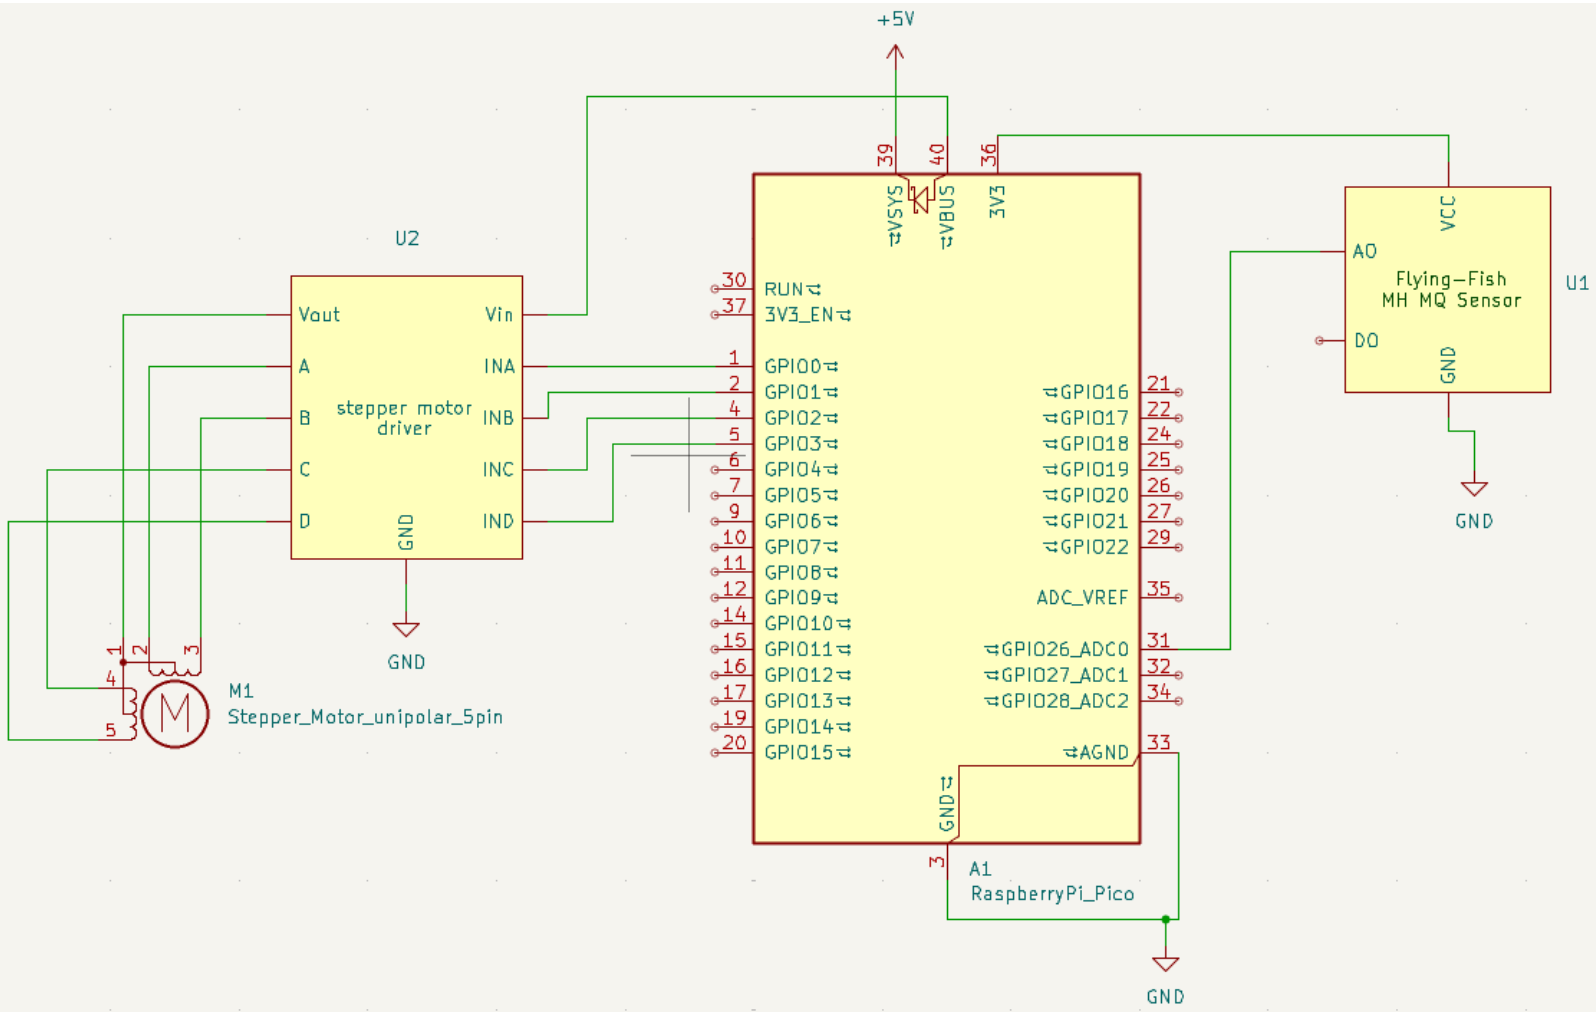 +5V
39
40
36
VSYS
VBUS
3V3
U2
Vout
Vin
A
INA
B
INB
stepper motor
driver
C
INC
D
IND
GND
GND
1
2
3
4
5
M
M1
Stepper_Motor_unipolar_5pin
30
RUN
37
3V3_EN
1
GPIO0
2
GPIO1
4
GPIO2
5
GPIO3
6
GPIO4
7
GPIO5
9
GPIO6
10
GPIO7
11
GPIO8
12
GPIO9
14
GPIO10
15
GPIO11
16
GPIO12
17
GPIO13
19
GPIO14
20
GPIO15
GPIO16
21
GPIO17
22
GPIO18
24
GPIO19
25
GPIO20
26
GPIO21
27
GPIO22
29
ADC_VREF
35
GPIO26_ADC0
31
GPIO27_ADC1
32
GPIO28_ADC2
34
AGND
33
GND
3
A1
RaspberryPi_Pico
GND
VCC
AO
Flying-Fish
MH MQ Sensor
U1
DO
GND
GND